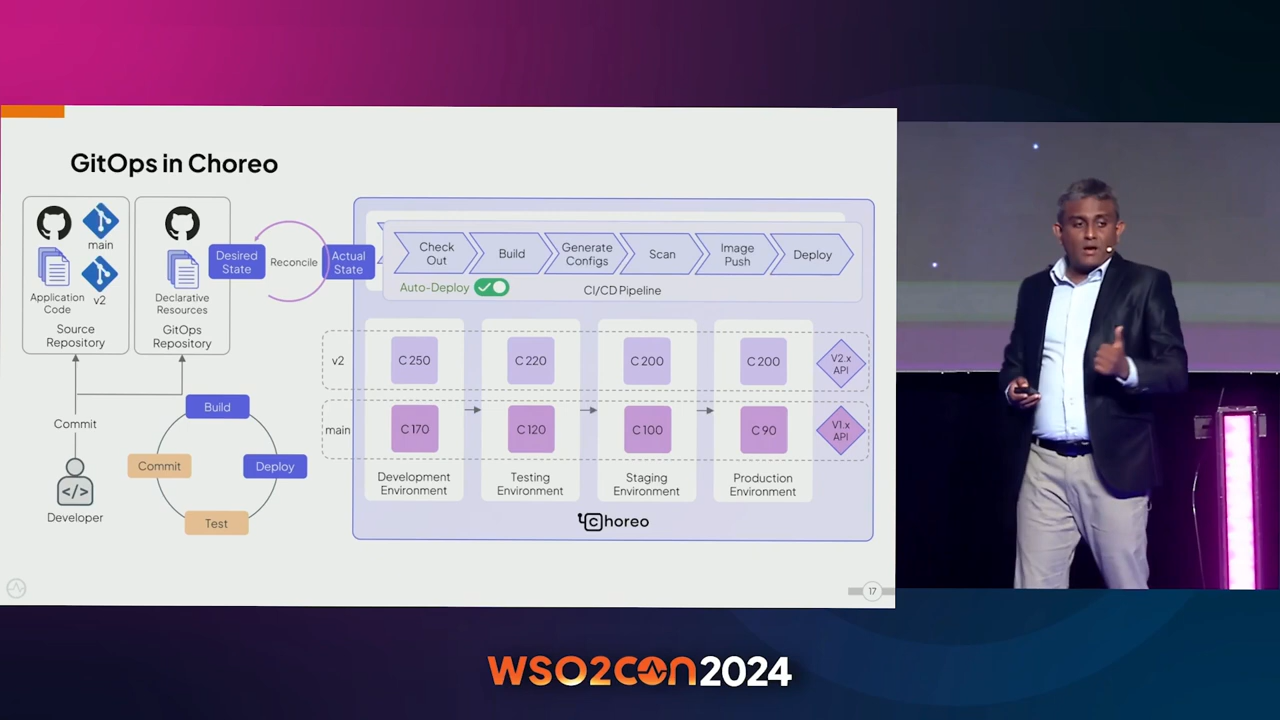 GitOps in Choreo
main
v2
Application
Code
Source
Repository
Declarative
Resources
GitOps
Repository
Desired
State
Reconcile
Actual
State
Check
Out
Build
Generate
Configs
Scan
Image
Push
Deploy
Auto-Deploy
CI/CD Pipeline
v2
C 250
C 220
C 200
C 200
V2.x
API
main
C 170
C 120
C 100
C 90
V1.x
API
Development
Environment
Testing
Environment
Staging
Environment
Production
Environment
Choreo
Commit
</>
Developer
Build
Commit
Deploy
Test
17
WSO2CON2024